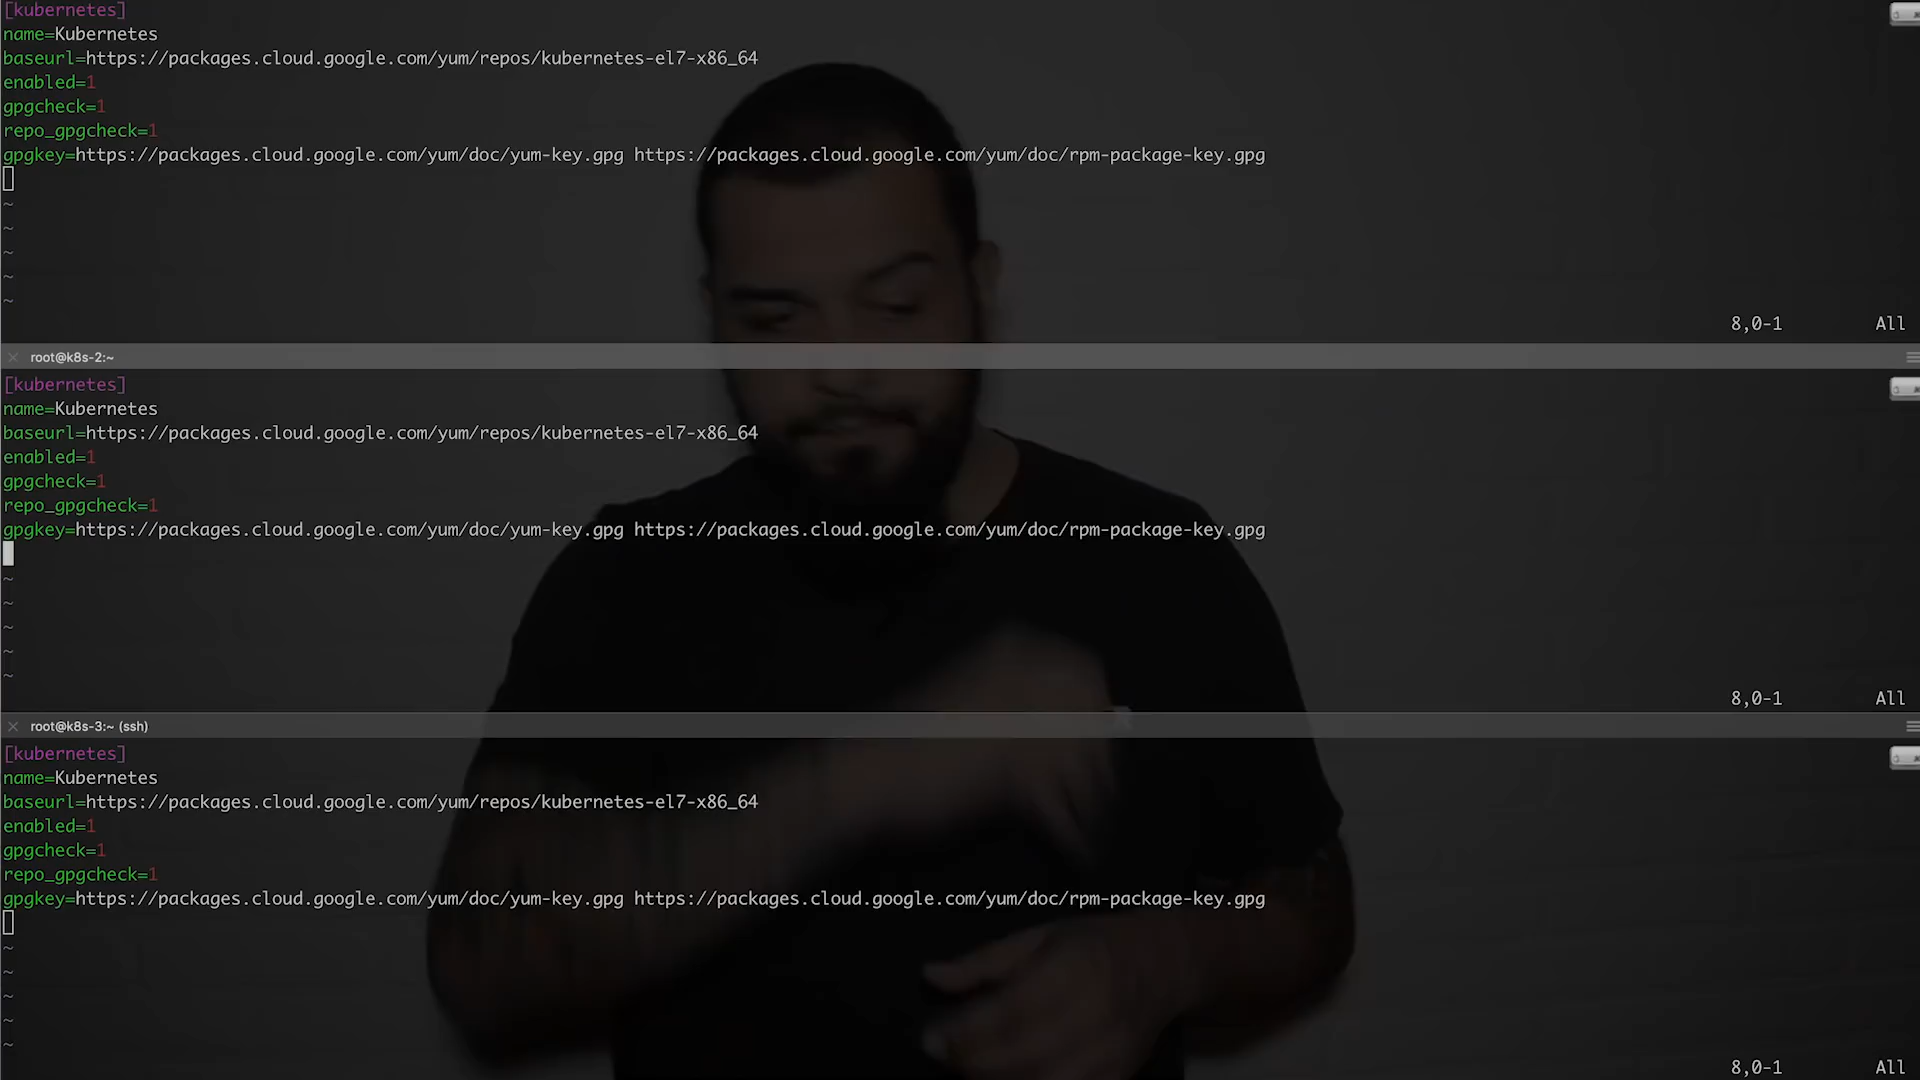 [kubernetes]
name=Kubernetes
baseurl=https://packages.cloud.google.com/yum/repos/kubernetes-el7-x86_64
enabled=1
gpgcheck=1
repo_gpgcheck=1
gpgkey=https://packages.cloud.google.com/yum/doc/yum-key.gpg https://packages.cloud.google.com/yum/doc/rpm-package-key.gpg
~
~
~
~
~
8,0-1 All
root@k8s-2:~
[kubernetes]
name=Kubernetes
baseurl=https://packages.cloud.google.com/yum/repos/kubernetes-el7-x86_64
enabled=1
gpgcheck=1
repo_gpgcheck=1
gpgkey=https://packages.cloud.google.com/yum/doc/yum-key.gpg https://packages.cloud.google.com/yum/doc/rpm-package-key.gpg
~
~
~
~
~
8,0-1 All
root@k8s-3:~ (ssh)
[kubernetes]
name=Kubernetes
baseurl=https://packages.cloud.google.com/yum/repos/kubernetes-el7-x86_64
enabled=1
gpgcheck=1
repo_gpgcheck=1
gpgkey=https://packages.cloud.google.com/yum/doc/yum-key.gpg https://packages.cloud.google.com/yum/doc/rpm-package-key.gpg
~
~
~
~
~
8,0-1 All